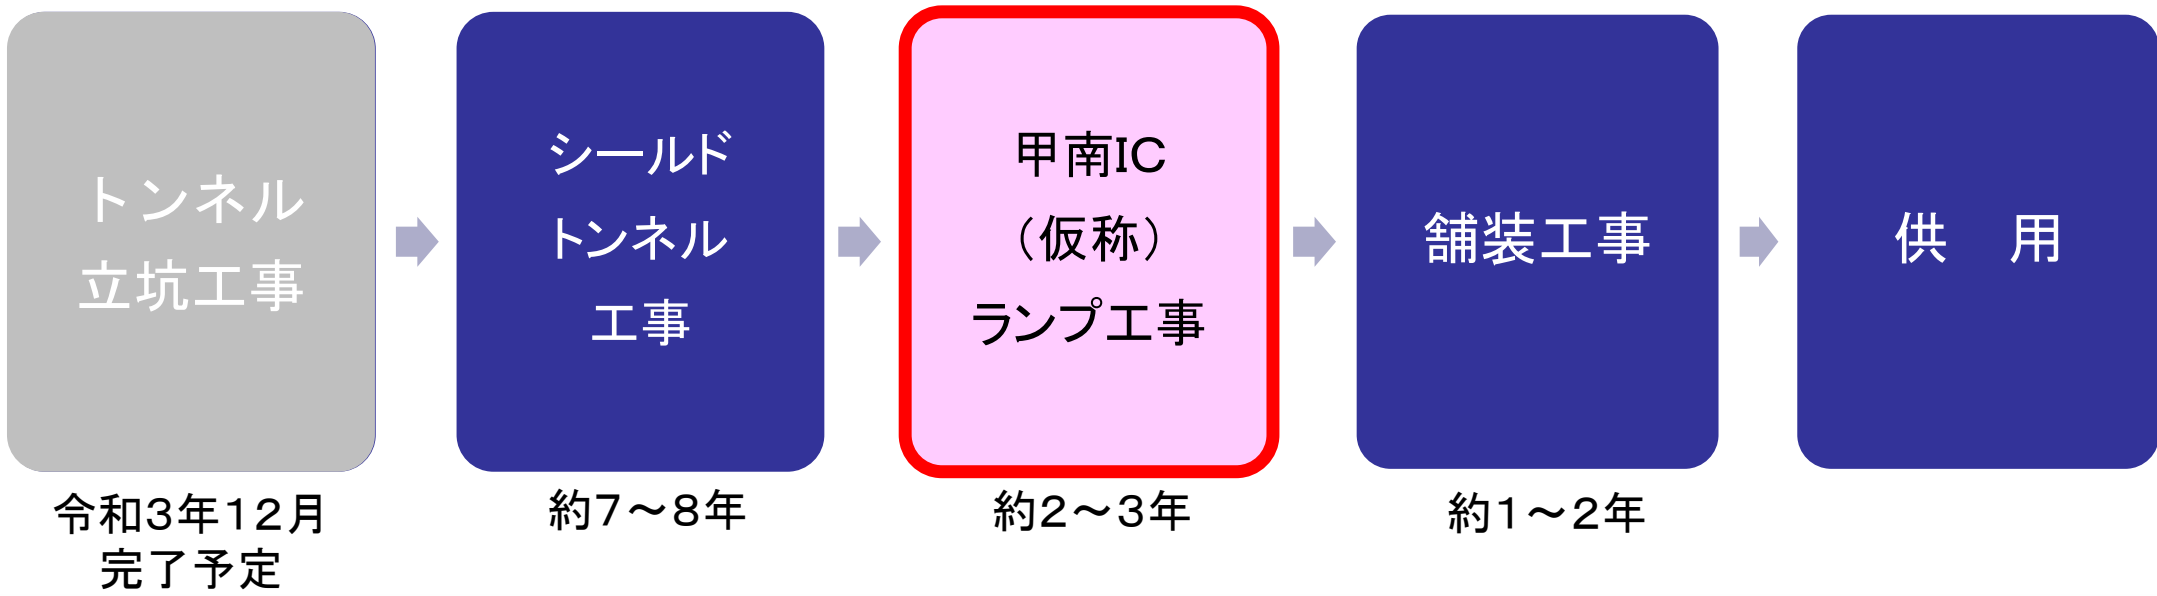 トンネル
立坑工事
令和3年12月
完了予定
シールド
トンネル
工事
約7～8年
甲南IC
（仮称）
ランプ工事
約2～3年
舗装工事
約1～2年
供　用